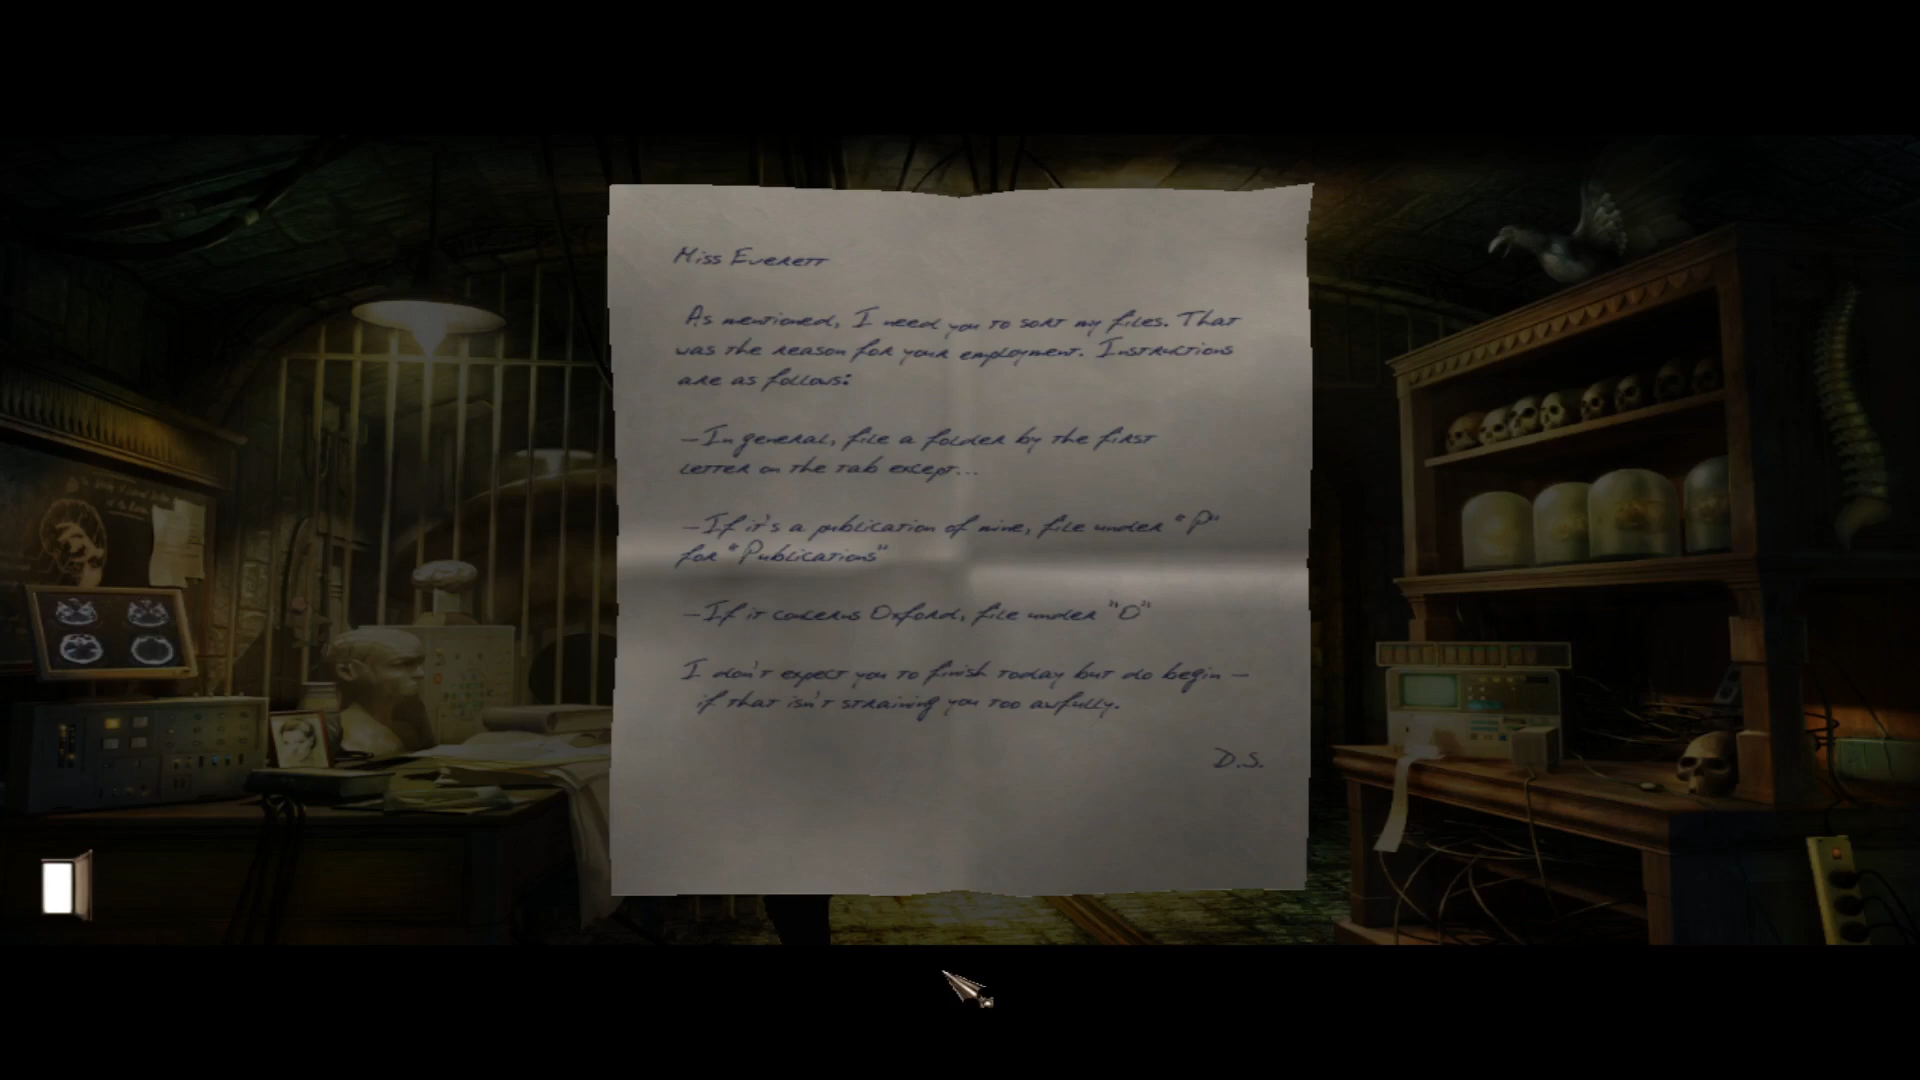 Miss Everett
As mentioned, I need you to sort my files. That
was the reason for your employment. Instructions
are as follows:
-In general, file a folder by the first
letter on the tab except...
-If it's a publication of mine, file under "P"
for "Publications"
-If it concerns Oxford, file under "O"
I don't expect you to finish today but do begin -
if that isn't straining you too awfully.
D.S.